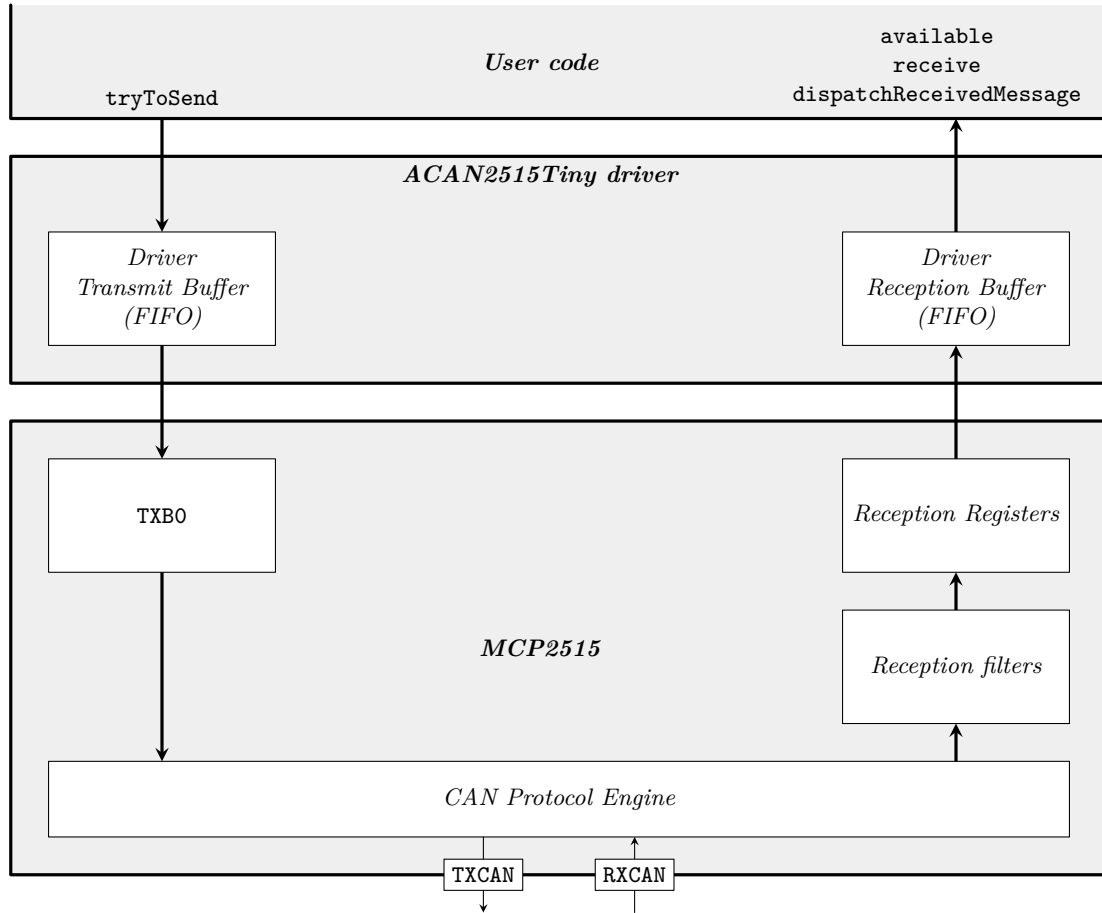 available
User code
receive
tryToSend
dispatchReceivedMessage
ACAN2515Tiny driver
Driver
Transmit Buffer
(FIFO)
Driver
Reception Buffer
(FIFO)
TXB0
Reception Registers
MCP2515
Reception filters
CAN Protocol Engine
TXCAN
RXCAN